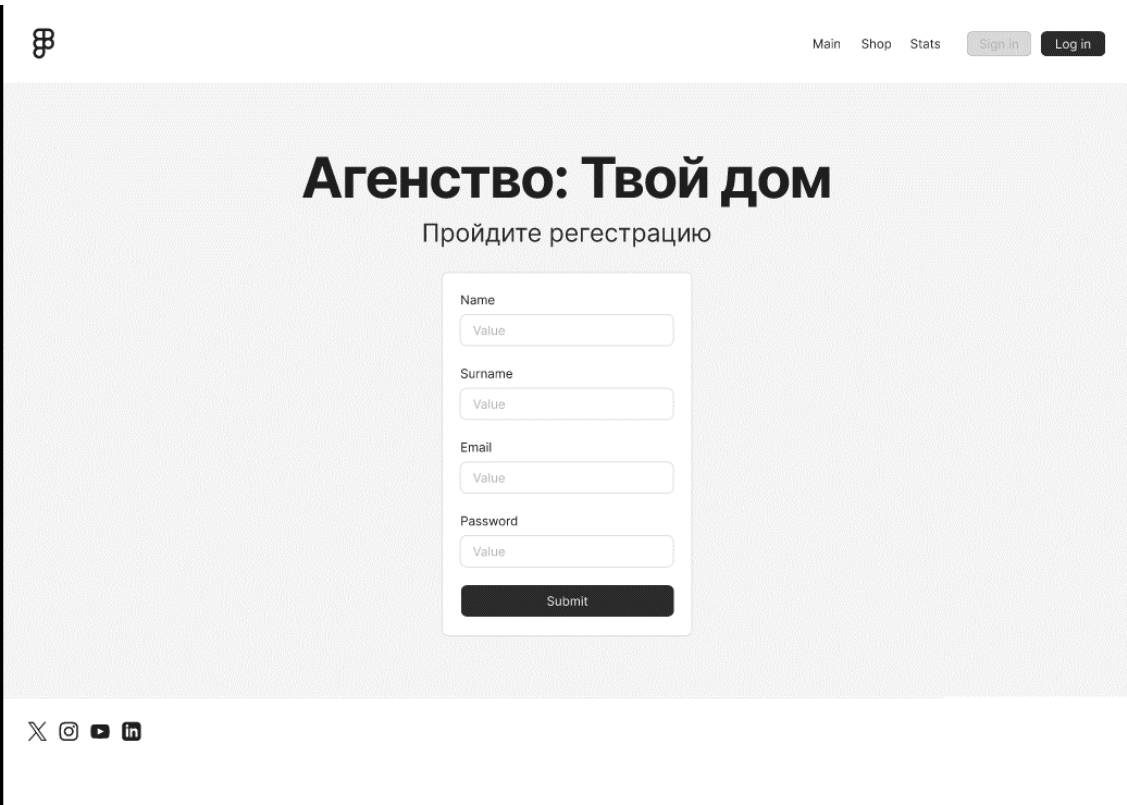 Main Shop Stats Sign in Log in
Агенство: Твой дом
Пройдите регестрацию
Name
Value
Surname
Value
Email
Value
Password
Value
Submit